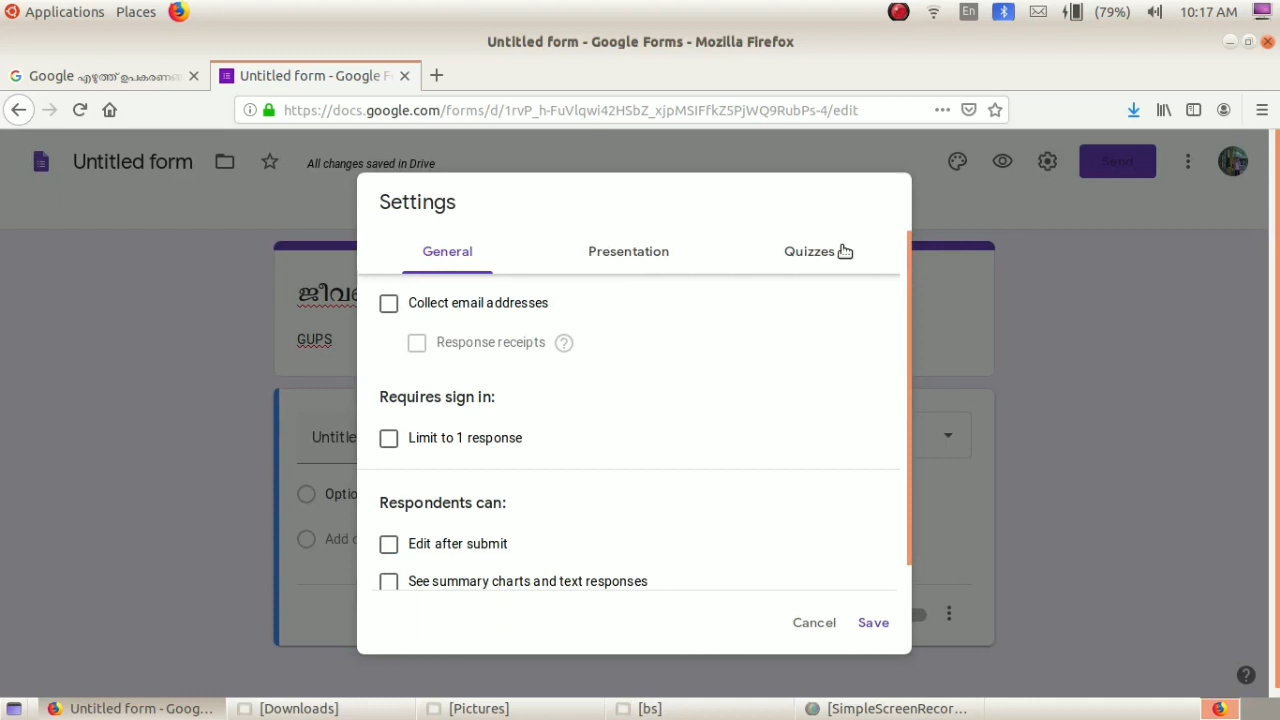 Applications Places En (79%) 10:17 AM
Untitled form - Google Forms - Mozilla Firefox
Google എഴുത്ത് ഉപകരണങ Untitled form - Google F
https://docs.google.com/forms/d/1rvP_h-FuVlqwi42HSbZ_xjpMSIFfkZ5PjWQ9RubPs-4/edit
Untitled form All changes saved in Drive Send
Settings
General Presentation Quizzes
ജീവ
Collect email addresses
GUPS
Response receipts ?
Requires sign in:
Untitle
Limit to 1 response
Optio
Respondents can:
Add o
Edit after submit
See summary charts and text responses
Cancel Save
Untitled form - Goog... [Downloads] [Pictures] [bs] [SimpleScreenRecor...